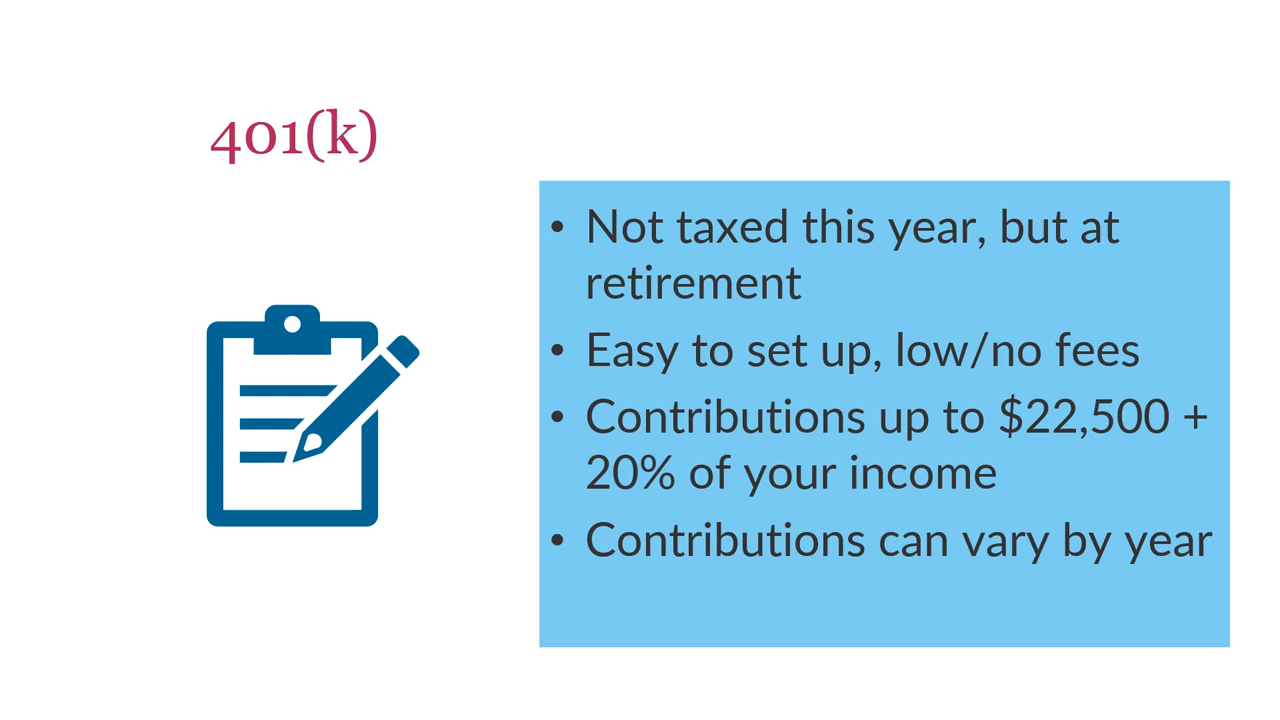 401(k)
• Not taxed this year, but at
retirement
• Easy to set up, low/no fees
• Contributions up to $22,500 +
20% of your income
• Contributions can vary by year